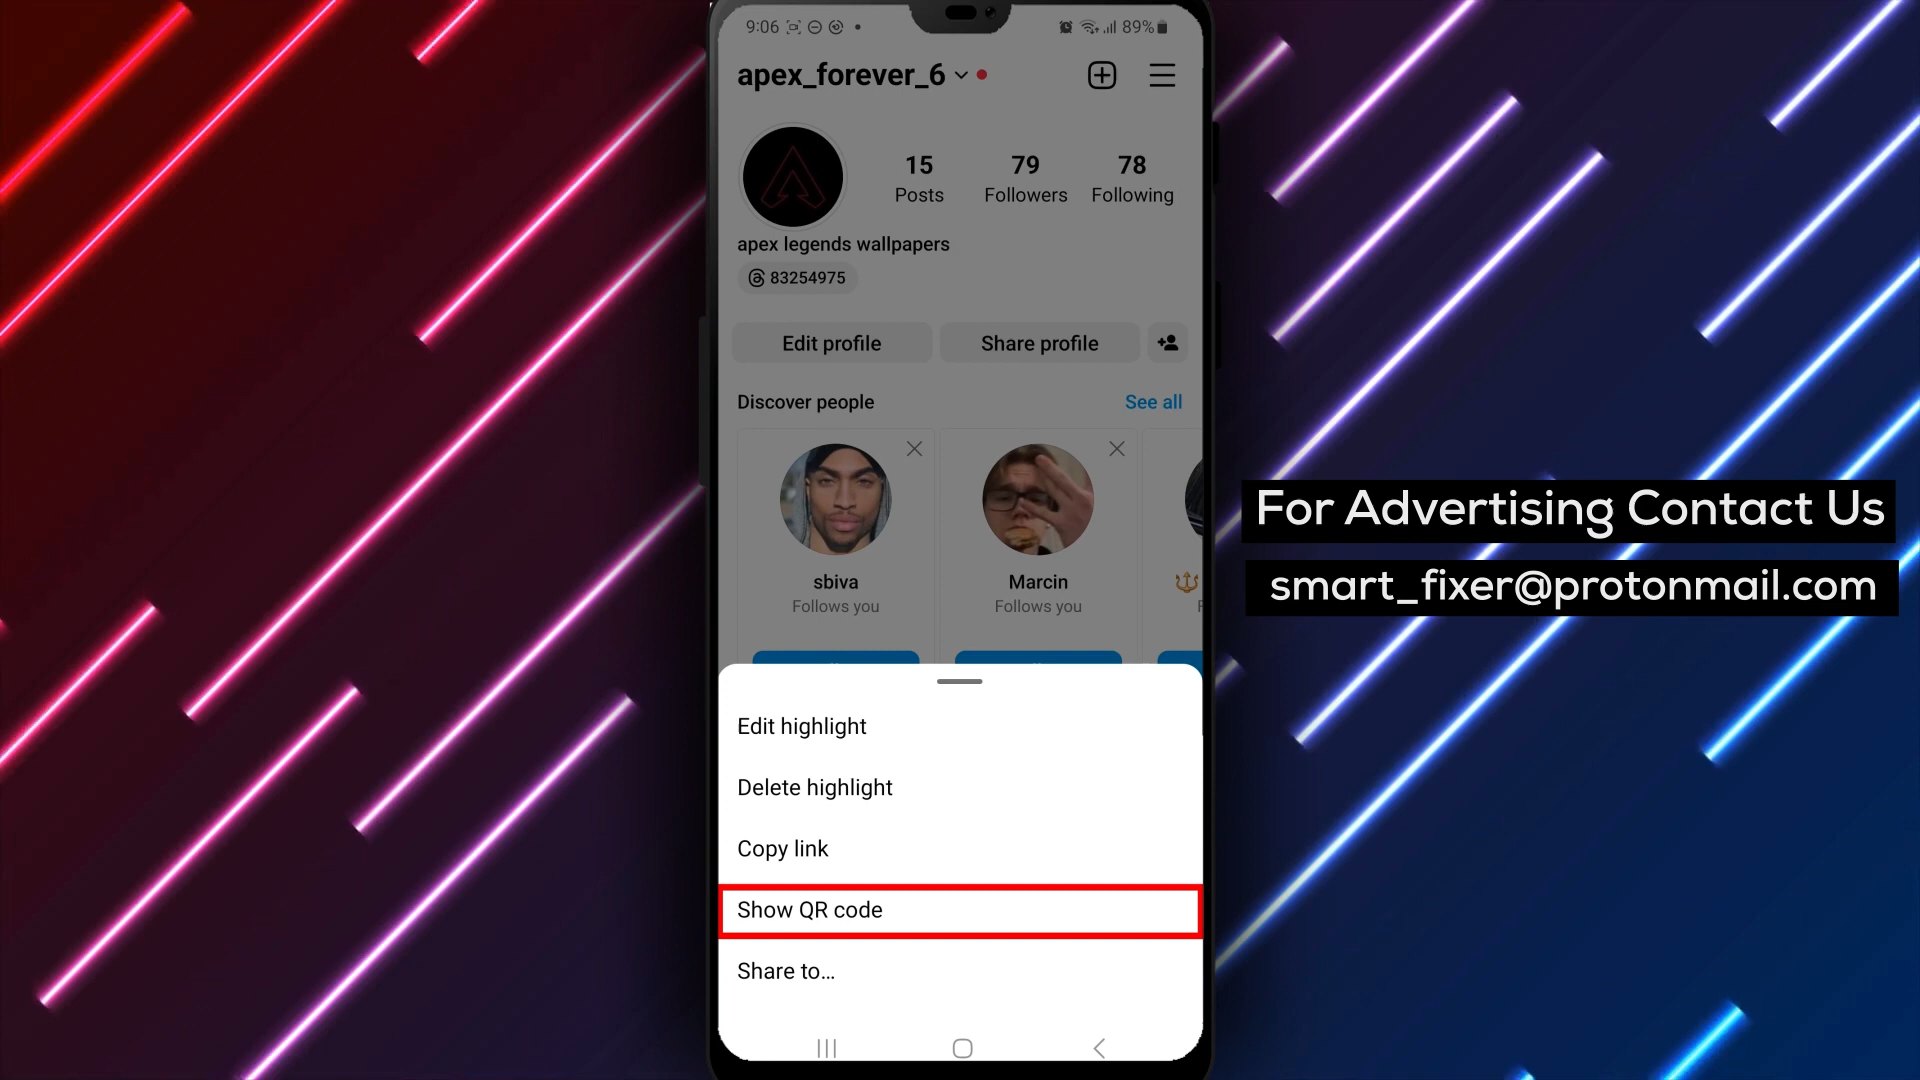 9:06
89%
apex_forever_6
15
79
78
Posts
Followers
Following
apex legends wallpapers
83254975
Edit profile
Share profile
Discover people
See all
sbiva
Marcin
Follows you
Follows you
For Advertising Contact Us
smart_fixer@protonmail.com
Edit highlight
Delete highlight
Copy link
Show QR code
Share to...